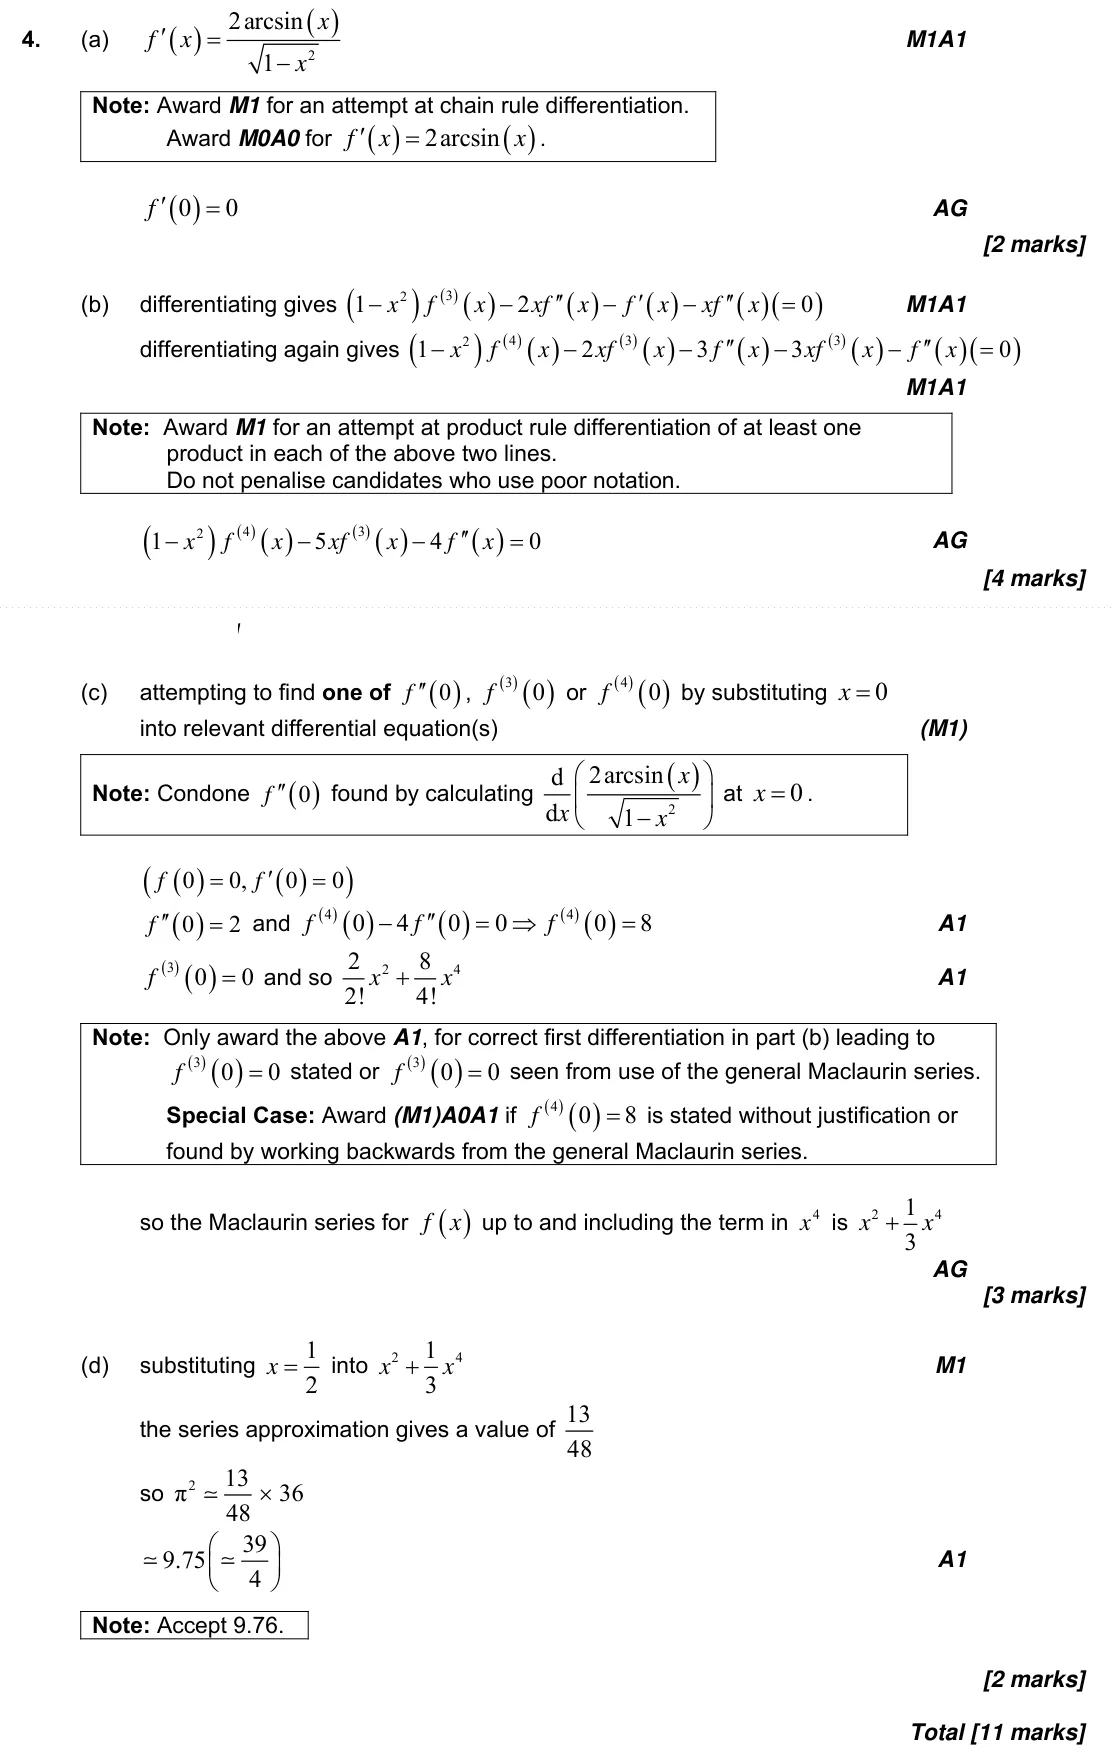 4. (a) f′(x) = 2arcsin(x) / √(1 − x²) M1A1
Note: Award M1 for an attempt at chain rule differentiation.
Award M0A0 for f′(x) = 2arcsin(x).
f′(0) = 0 AG
[2 marks]
(b) differentiating gives (1 − x²)f⁽³⁾(x) − 2xf″(x) − f′(x) − xf″(x)(= 0) M1A1
differentiating again gives (1 − x²)f⁽⁴⁾(x) − 2xf⁽³⁾(x) − 3f″(x) − 3xf⁽³⁾(x) − f″(x)(= 0)
M1A1
Note: Award M1 for an attempt at product rule differentiation of at least one
product in each of the above two lines.
Do not penalise candidates who use poor notation.
(1 − x²)f⁽⁴⁾(x) − 5xf⁽³⁾(x) − 4f″(x) = 0 AG
[4 marks]
(c) attempting to find one of f″(0), f⁽³⁾(0) or f⁽⁴⁾(0) by substituting x = 0
into relevant differential equation(s) (M1)
Note: Condone f″(0) found by calculating d/dx(2arcsin(x) / √(1 − x²)) at x = 0.
(f(0) = 0, f′(0) = 0)
f″(0) = 2 and f⁽⁴⁾(0) − 4f″(0) = 0 ⇒ f⁽⁴⁾(0) = 8 A1
f⁽³⁾(0) = 0 and so 2/2! x² + 8/4! x⁴ A1
Note: Only award the above A1, for correct first differentiation in part (b) leading to
f⁽³⁾(0) = 0 stated or f⁽³⁾(0) = 0 seen from use of the general Maclaurin series.
Special Case: Award (M1)A0A1 if f⁽⁴⁾(0) = 8 is stated without justification or
found by working backwards from the general Maclaurin series.
so the Maclaurin series for f(x) up to and including the term in x⁴ is x² + 1/3 x⁴
AG
[3 marks]
(d) substituting x = 1/2 into x² + 1/3 x⁴ M1
the series approximation gives a value of 13/48
so π² ≃ 13/48 × 36
≃ 9.75(≃ 39/4) A1
Note: Accept 9.76.
[2 marks]
Total [11 marks]